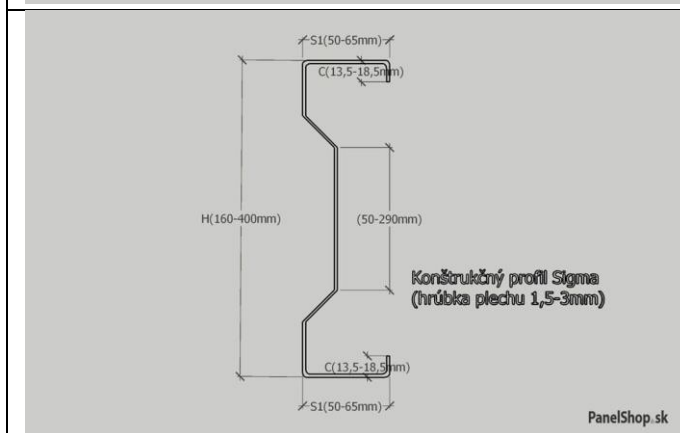 S1(50-65mm)
C(13,5-18,5mm)
H(160-400mm)
(50-290mm)
Konštrukčný profil Sigma
(hrúbka plechu 1,5-3mm)
C(13,5-18,5mm)
S1(50-65mm)
PanelShop.sk